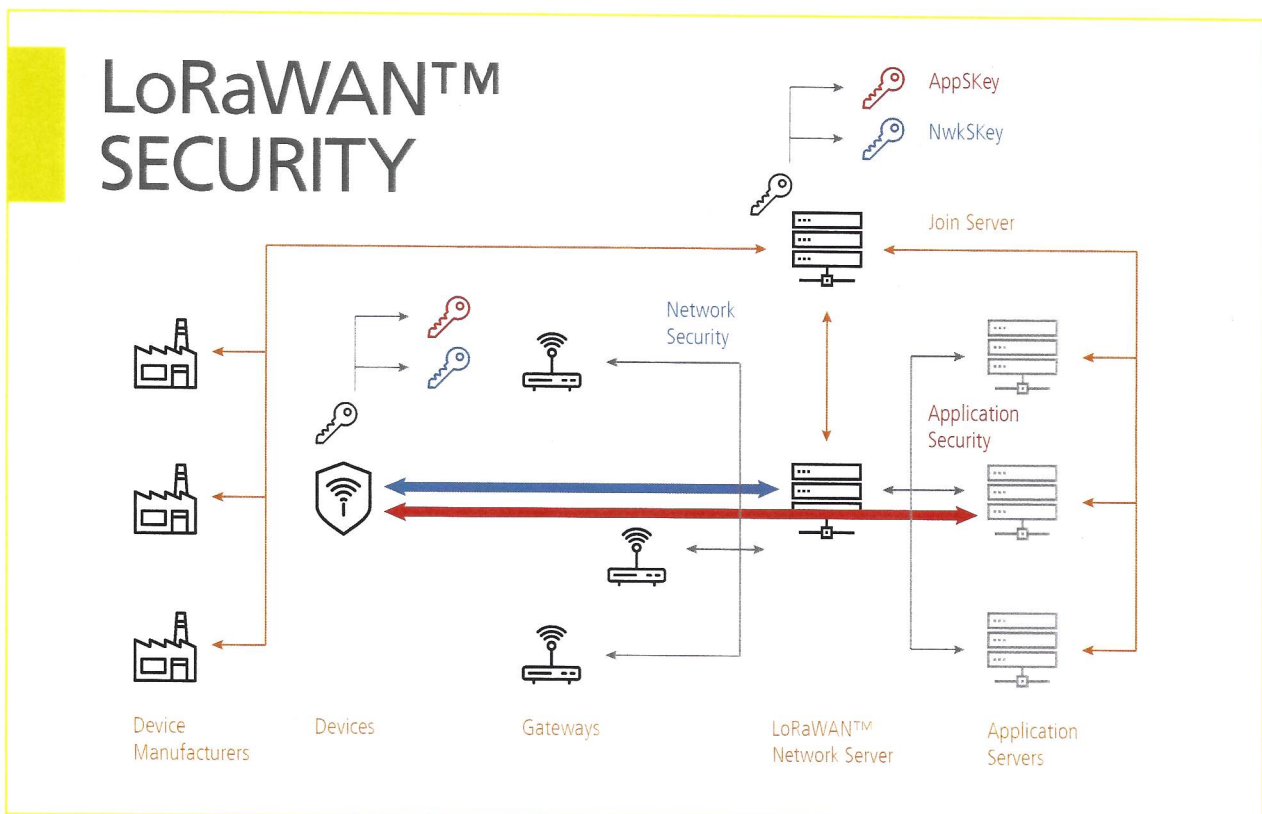 LoRaWAN™
SECURITY
AppSKey
NwkSKey
Join Server
Network
Security
Application
Security
Device
Manufacturers
Devices
Gateways
LoRaWAN™
Network Server
Application
Servers